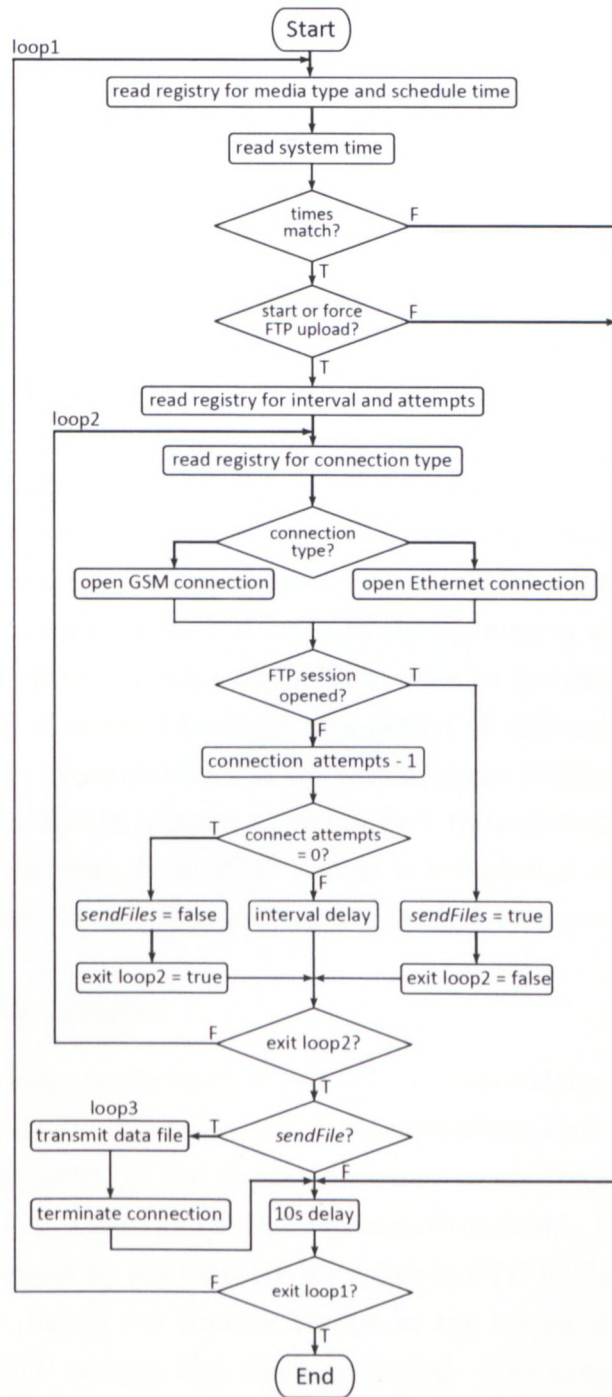 Start
loop1
read registry for media type and schedule time
read system time
times
match?
F
T
start or force
FTP upload?
F
T
read registry for interval and attempts
loop2
read registry for connection type
connection
type?
open GSM connection
open Ethernet connection
FTP session
opened?
T
F
connection attempts - 1
T
connect attempts
= 0?
F
sendFiles = false
interval delay
sendFiles = true
exit loop2 = true
exit loop2 = false
F
exit loop2?
T
loop3
transmit data file
T
sendFile?
F
terminate connection
10s delay
F
exit loop1?
T
End